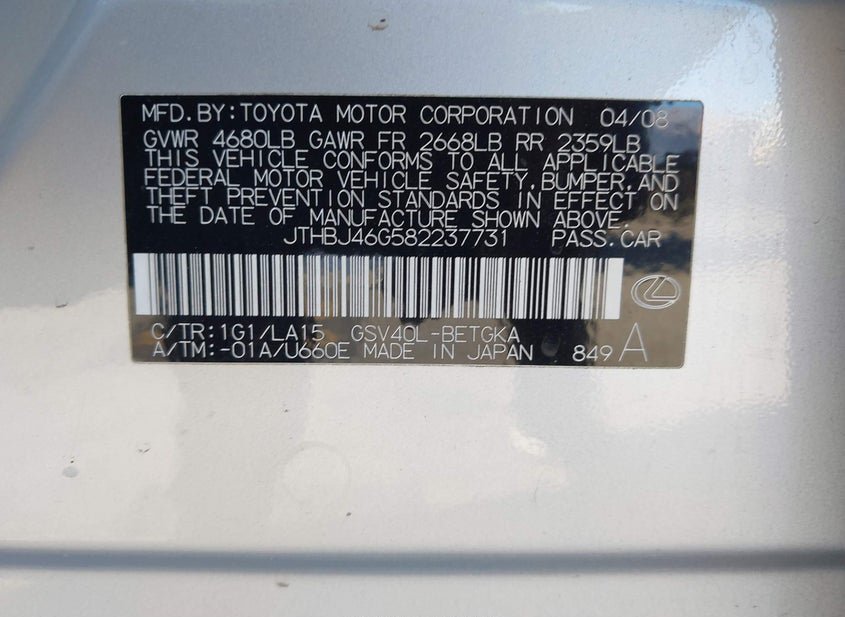 MFD.BY:TOYOTA MOTOR CORPORATION 04/08
GVWR 4680LB GAWR FR 2668LB RR 2359LB
THIS VEHICLE CONFORMS TO ALL APPLICABLE
FEDERAL MOTOR VEHICLE SAFETY,BUMPER,AND
THEFT PREVENTION STANDARDS IN EFFECT ON
THE DATE OF MANUFACTURE SHOWN ABOVE.
JTHBJ46G582237731 PASS.CAR
C/TR:1G1/LA15 GSV40L-BETGKA
A/TM:-01A/U660E MADE IN JAPAN 849 A